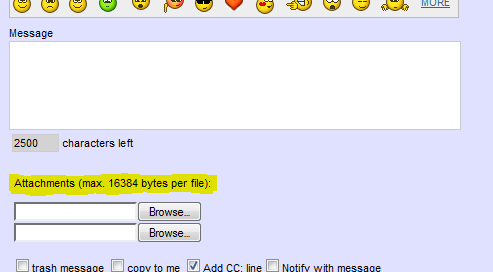 MORE
Message
2500 characters left
Attachments (max. 16384 bytes per file):
Browse...
Browse...
trash message copy to me Add CC: line Notify with message